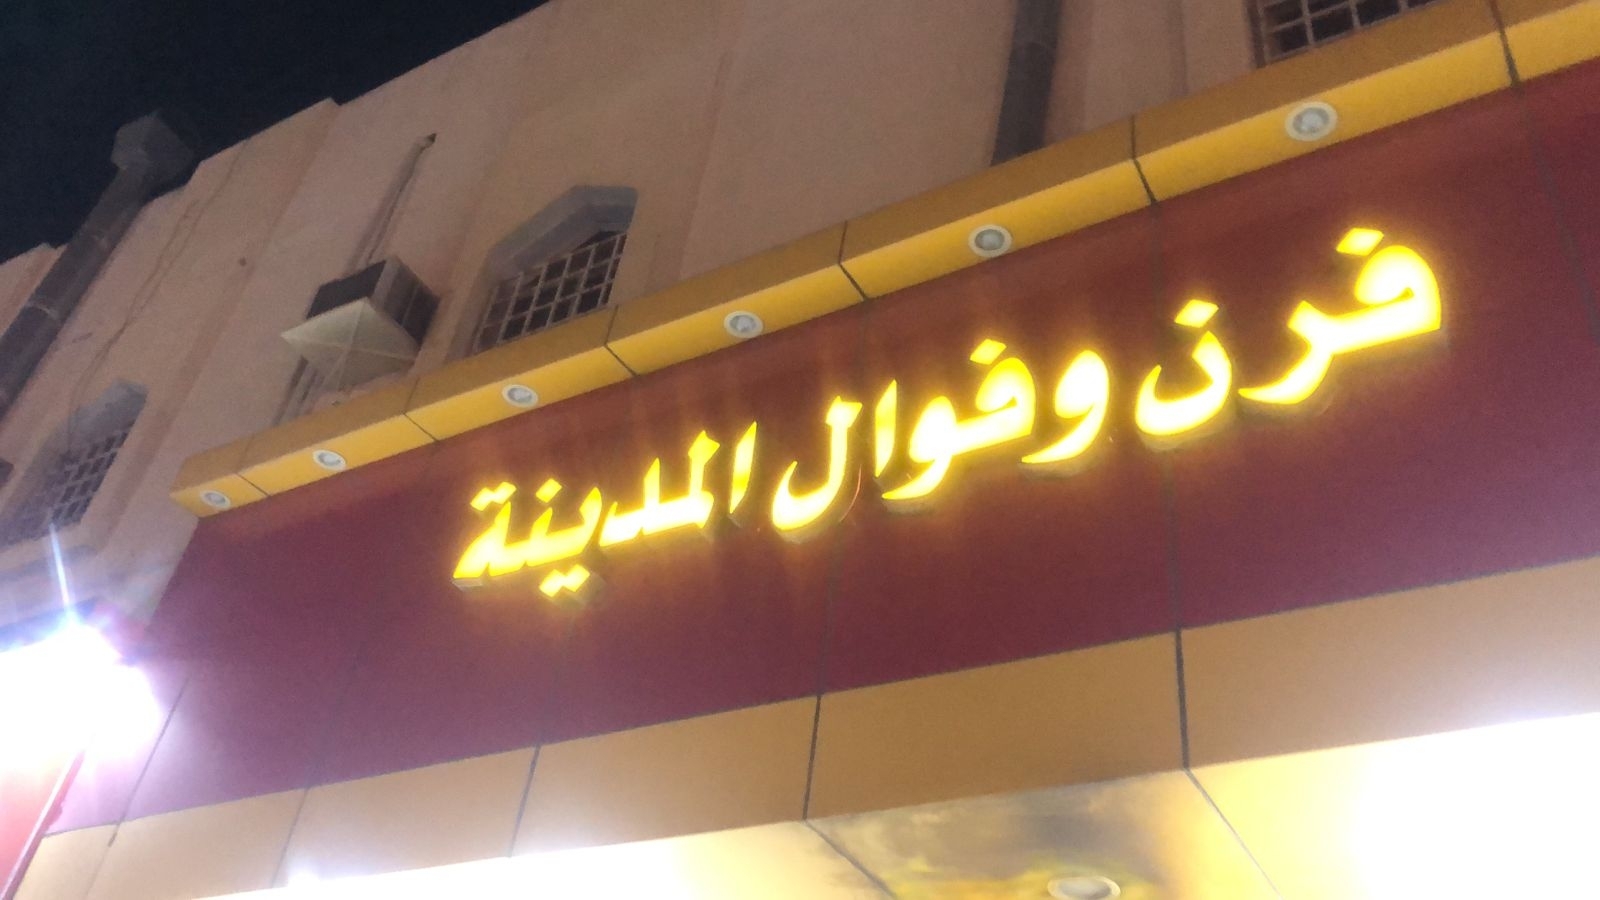 فرن وفوال المدينة